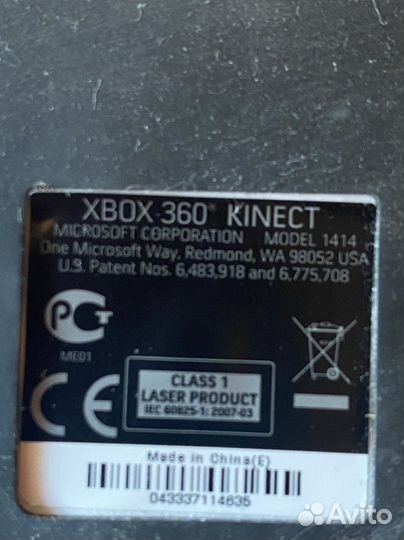 XBOX 360 KINECT
MICROSOFT CORPORATION MODEL 1414
One Microsoft Way, Redmond, WA 98052 USA
U.S. Patent Nos. 6,483,918 and 6,775,708
РСТ
ME01
CE
CLASS 1
LASER PRODUCT
IEC 60825-1: 2007-03
Made in China(E)
043337114635
Avito